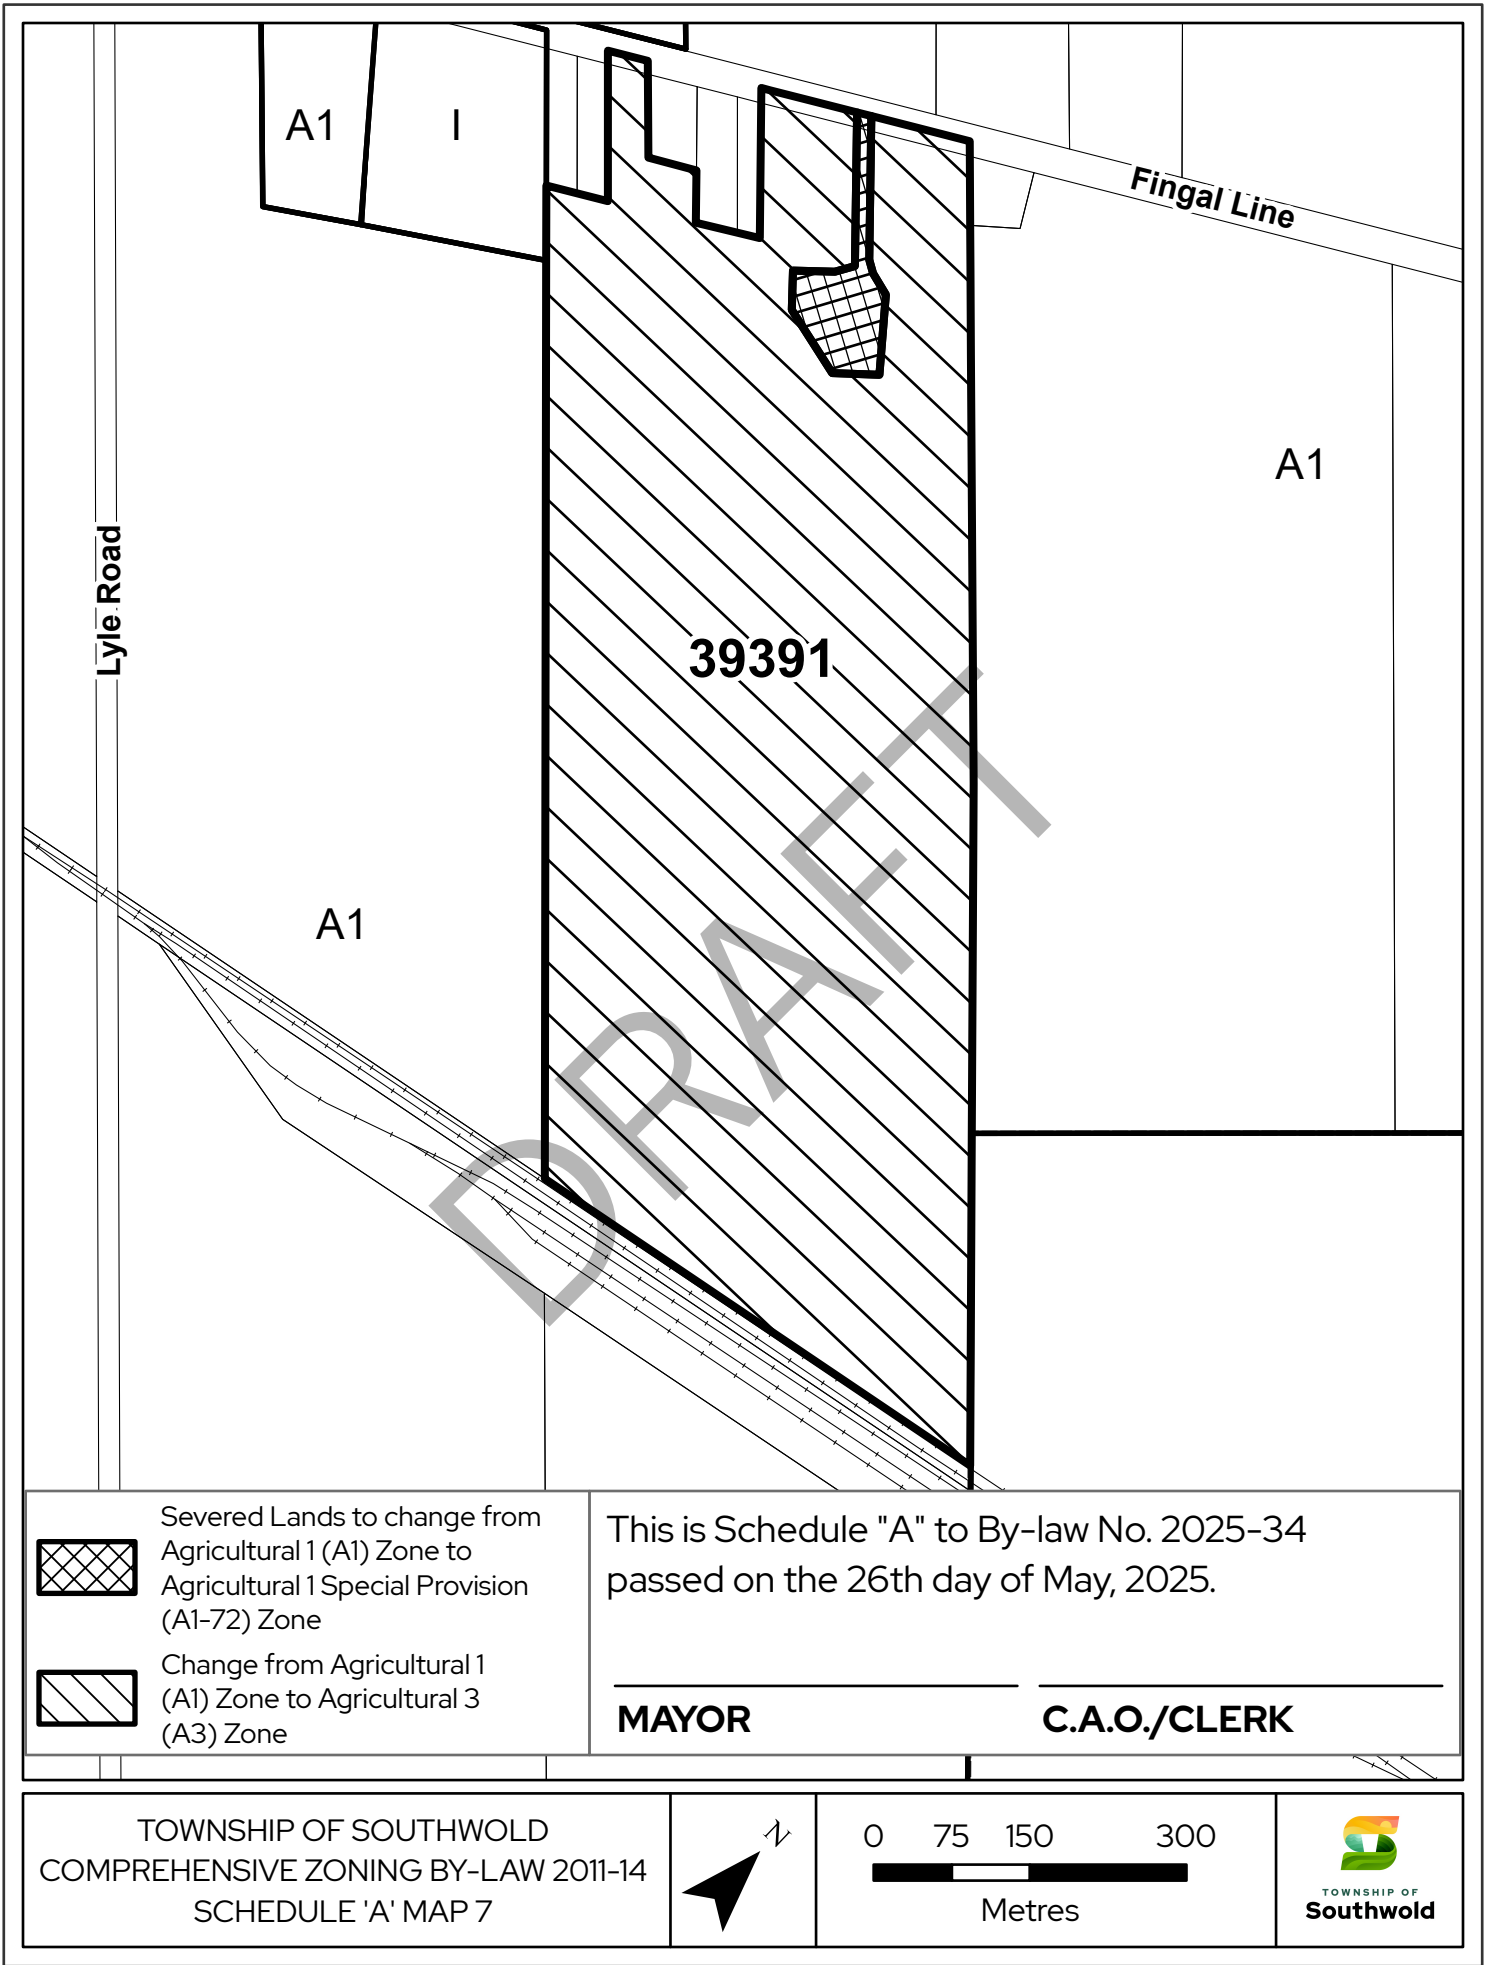 A1
I
Fingal Line
A1
Lyle Road
39391
A1
DRAFT
Severed Lands to change from
Agricultural 1 (A1) Zone to
Agricultural 1 Special Provision
(A1-72) Zone
Change from Agricultural 1
(A1) Zone to Agricultural 3
(A3) Zone
This is Schedule "A" to By-law No. 2025-34
passed on the 26th day of May, 2025.
MAYOR
C.A.O./CLERK
TOWNSHIP OF SOUTHWOLD
COMPREHENSIVE ZONING BY-LAW 2011-14
SCHEDULE 'A' MAP 7
N
0 75 150 300
Metres
TOWNSHIP OF
Southwold